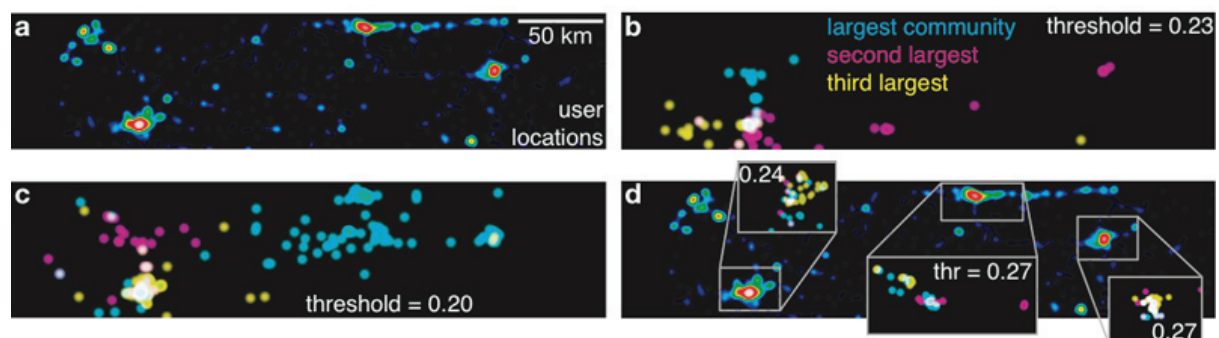 a
50 km
user
locations
b
largest community
threshold = 0.23
second largest
third largest
c
threshold = 0.20
d
0.24
thr = 0.27
0.27